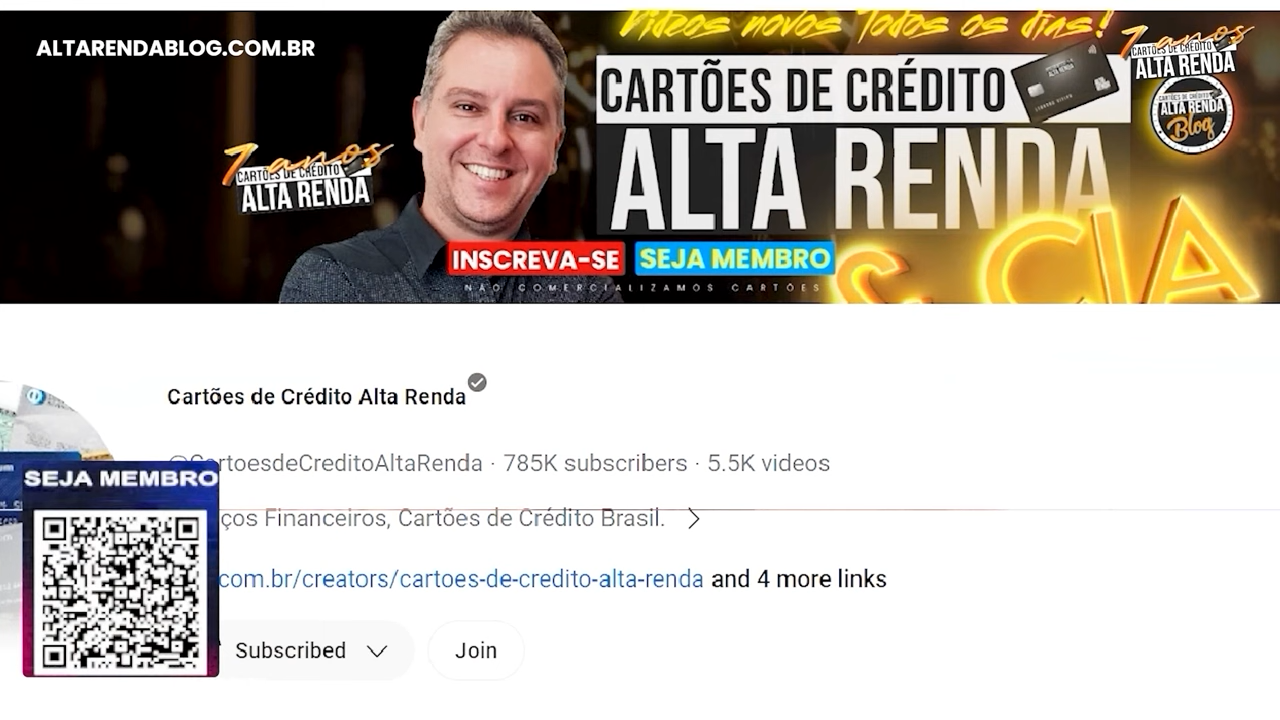 ALTARENDABLOG.COM.BR
Vídeos novos Todos os dias!
7 anos
CARTÕES DE CRÉDITO
ALTA RENDA
CARTÕES DE CRÉDITO
ALTA RENDA
Blog
7 anos
CARTÕES DE CRÉDITO
ALTA RENDA
CARTÕES DE CRÉDITO
ALTA RENDA
& CIA
INSCREVA-SE
SEJA MEMBRO
NÃO COMERCIALIZAMOS CARTÕES
Cartões de Crédito Alta Renda
@CartoesdeCreditoAltaRenda · 785K subscribers · 5.5K videos
SEJA MEMBRO
ços Financeiros, Cartões de Crédito Brasil.
com.br/creators/cartoes-de-credito-alta-renda and 4 more links
Subscribed
Join